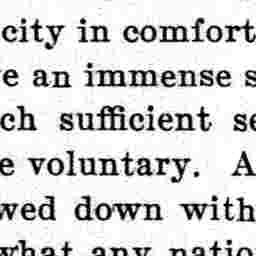 city in comfort
e an immense s
ch sufficient se
e voluntary. A
wed down with
what any natio